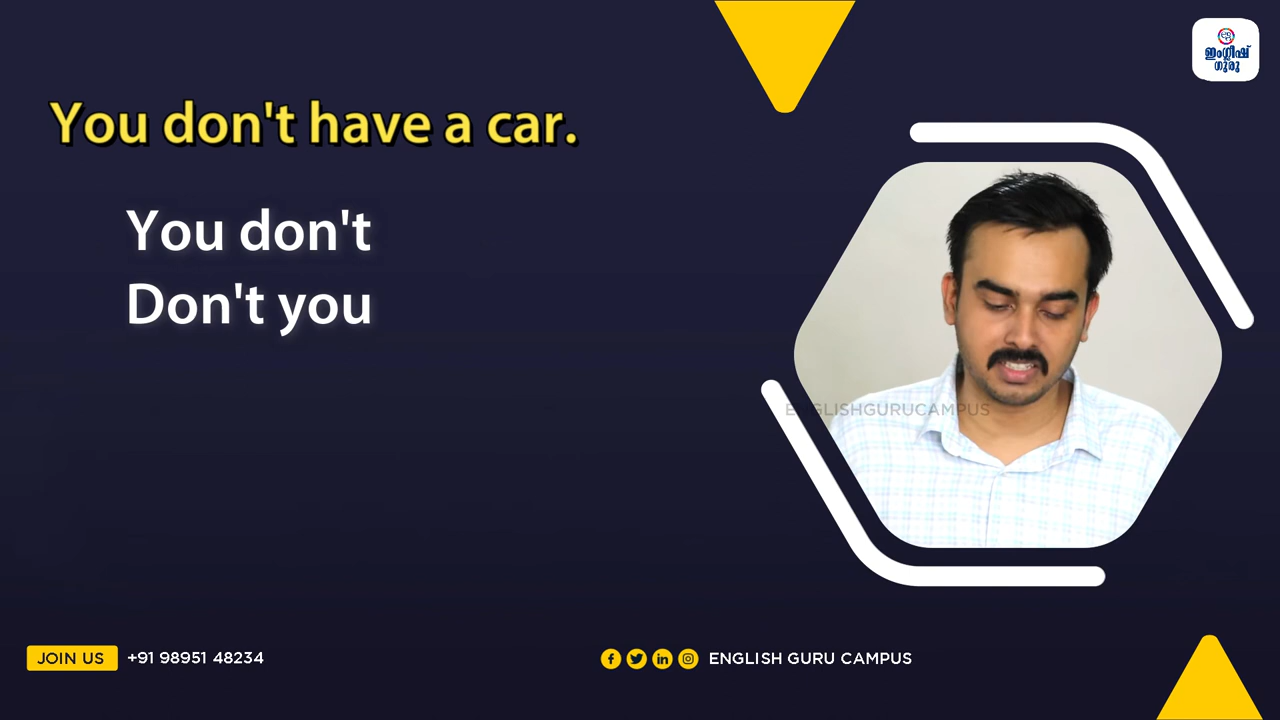 ഇംഗ്ലീഷ്
ഗുരു
You don't have a car.
You don't
Don't you
ENGLISHGURUCAMPUS
JOIN US +91 98951 48234
ENGLISH GURU CAMPUS